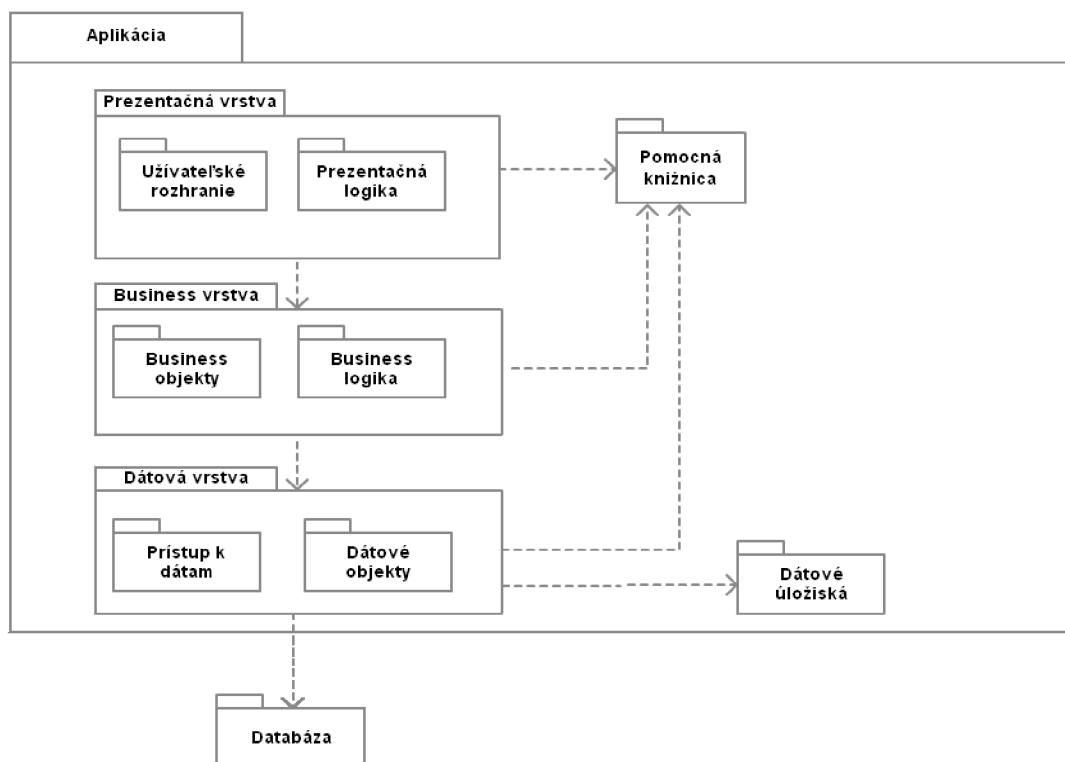 Aplikácia
Prezentačná vrstva
Užívateľské
rozhranie
Prezentačná
logika
Pomocná
knižnica
Business vrstva
Business
objekty
Business
logika
Dátová vrstva
Prístup k
dátam
Dátové
objekty
Dátové
úložiská
Databáza